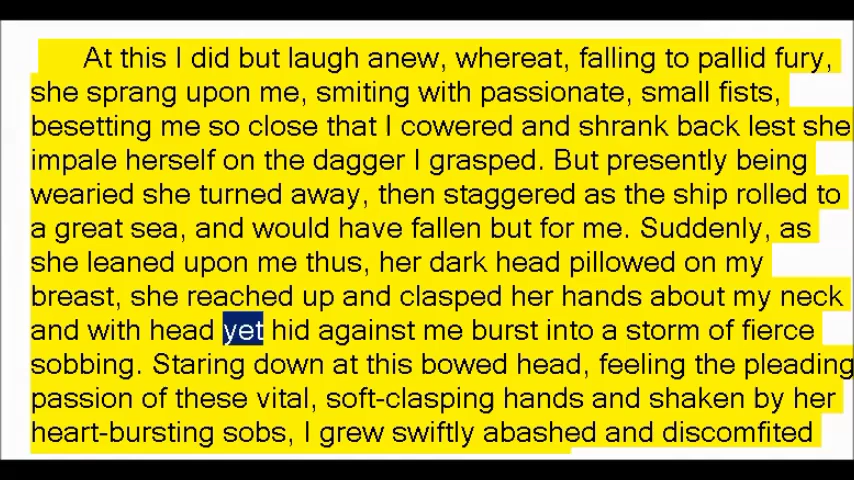 At this I did but laugh anew, whereat, falling to pallid fury,
she sprang upon me, smiting with passionate, small fists,
besetting me so close that I cowered and shrank back lest she
impale herself on the dagger I grasped. But presently being
wearied she turned away, then staggered as the ship rolled to
a great sea, and would have fallen but for me. Suddenly, as
she leaned upon me thus, her dark head pillowed on my
breast, she reached up and clasped her hands about my neck
and with head yet hid against me burst into a storm of fierce
sobbing. Staring down at this bowed head, feeling the pleading
passion of these vital, soft-clasping hands and shaken by her
heart-bursting sobs, I grew swiftly abashed and discomfited